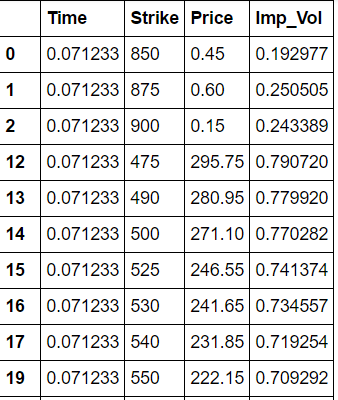 Time Strike Price Imp_Vol
0 0.071233 850 0.45 0.192977
1 0.071233 875 0.60 0.250505
2 0.071233 900 0.15 0.243389
12 0.071233 475 295.75 0.790720
13 0.071233 490 280.95 0.779920
14 0.071233 500 271.10 0.770282
15 0.071233 525 246.55 0.741374
16 0.071233 530 241.65 0.734557
17 0.071233 540 231.85 0.719254
19 0.071233 550 222.15 0.709292